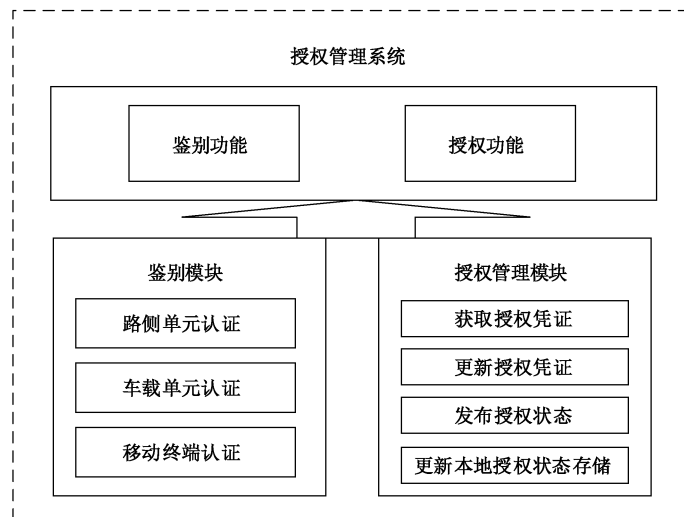 授权管理系统
鉴别功能
授权功能
鉴别模块
路侧单元认证
车载单元认证
移动终端认证
授权管理模块
获取授权凭证
更新授权凭证
发布授权状态
更新本地授权状态存储